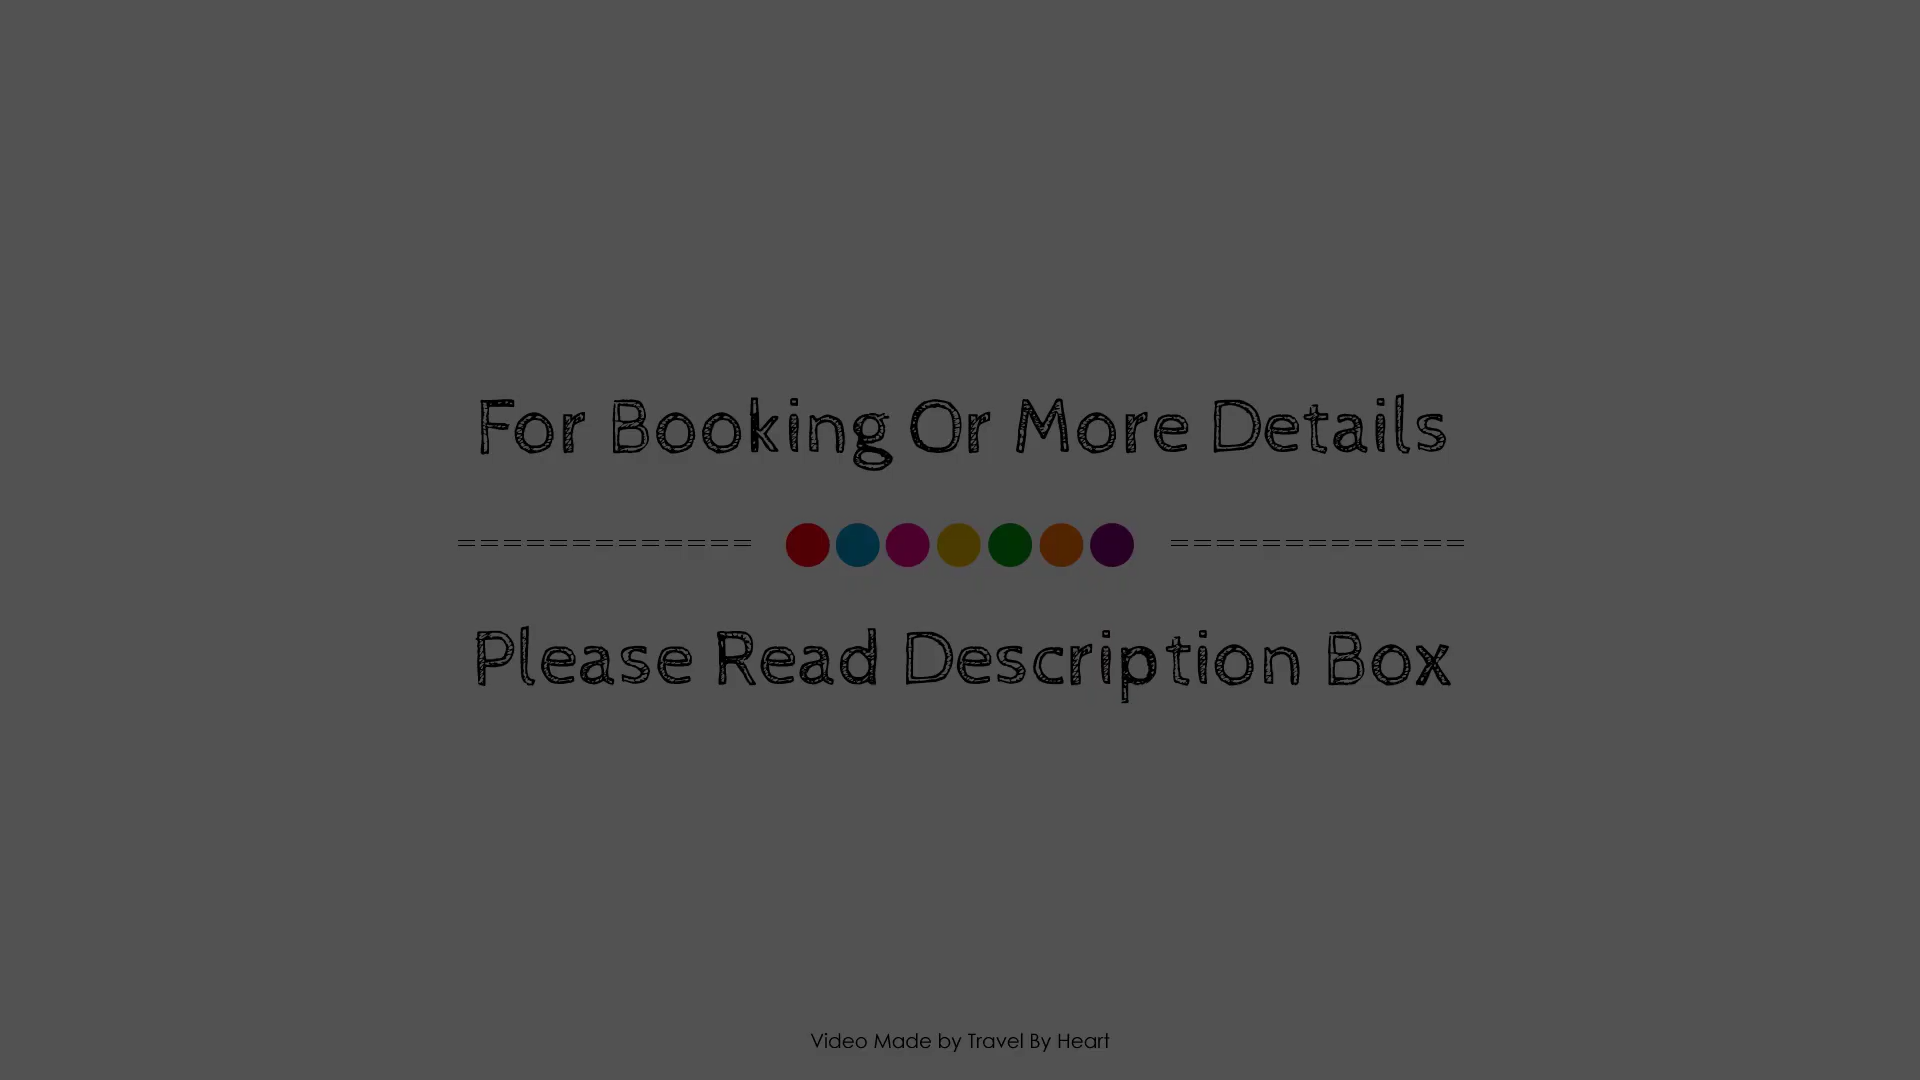 For Booking Or More Details
============= =============
Please Read Description Box
Video Made by Travel By Heart